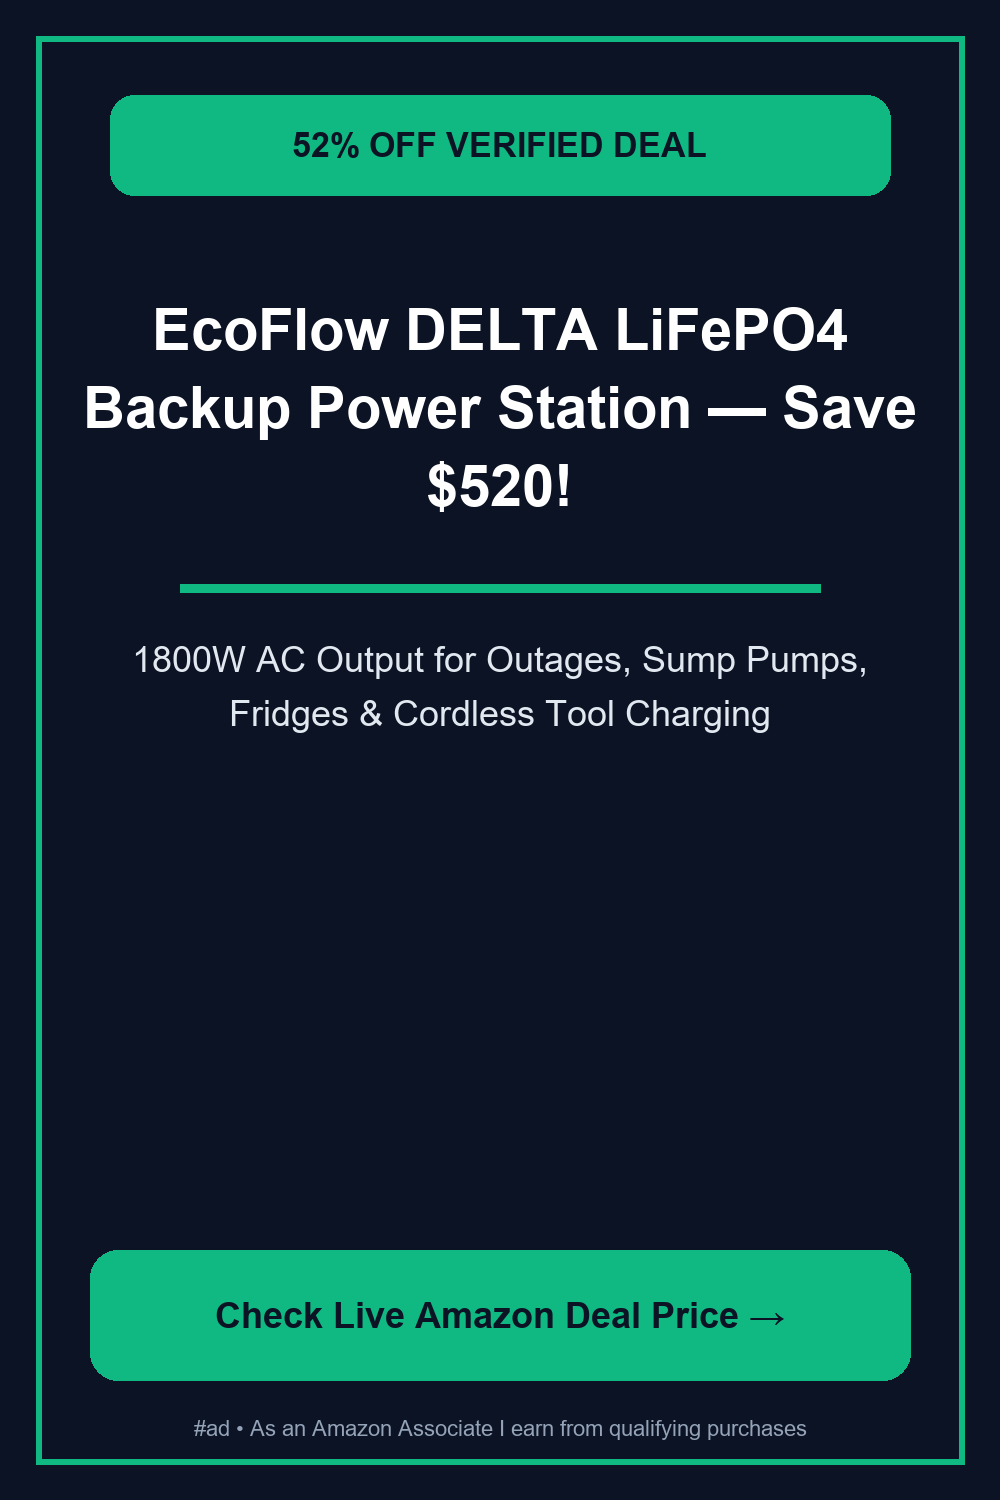 52% OFF VERIFIED DEAL
EcoFlow DELTA LiFePO4
Backup Power Station — Save
$520!
1800W AC Output for Outages, Sump Pumps,
Fridges & Cordless Tool Charging
Check Live Amazon Deal Price →
#ad • As an Amazon Associate I earn from qualifying purchases